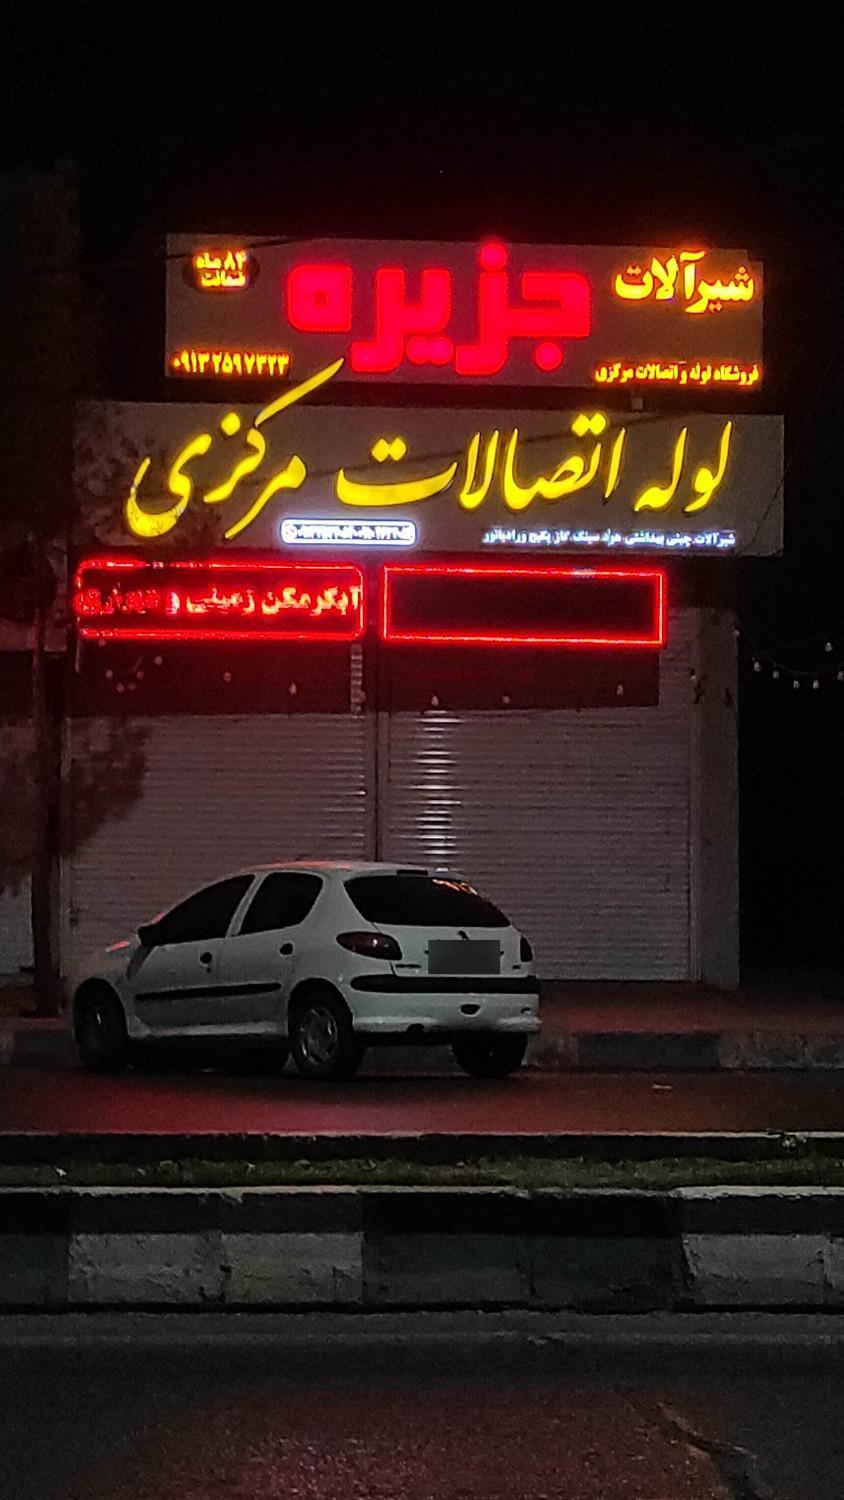 شیرآلات
جزیره
۸۴ ماه
ضمانت
فروشگاه لوله و اتصالات مرکزی
۰۹۱۳۲۵۹۷۳۲۳
لوله اتصالات مرکزی
شیرآلات. چینی بهداشتی. هود سینک. گاز. پکیج و رادیاتور
آبگرمکن زمینی و دیواری